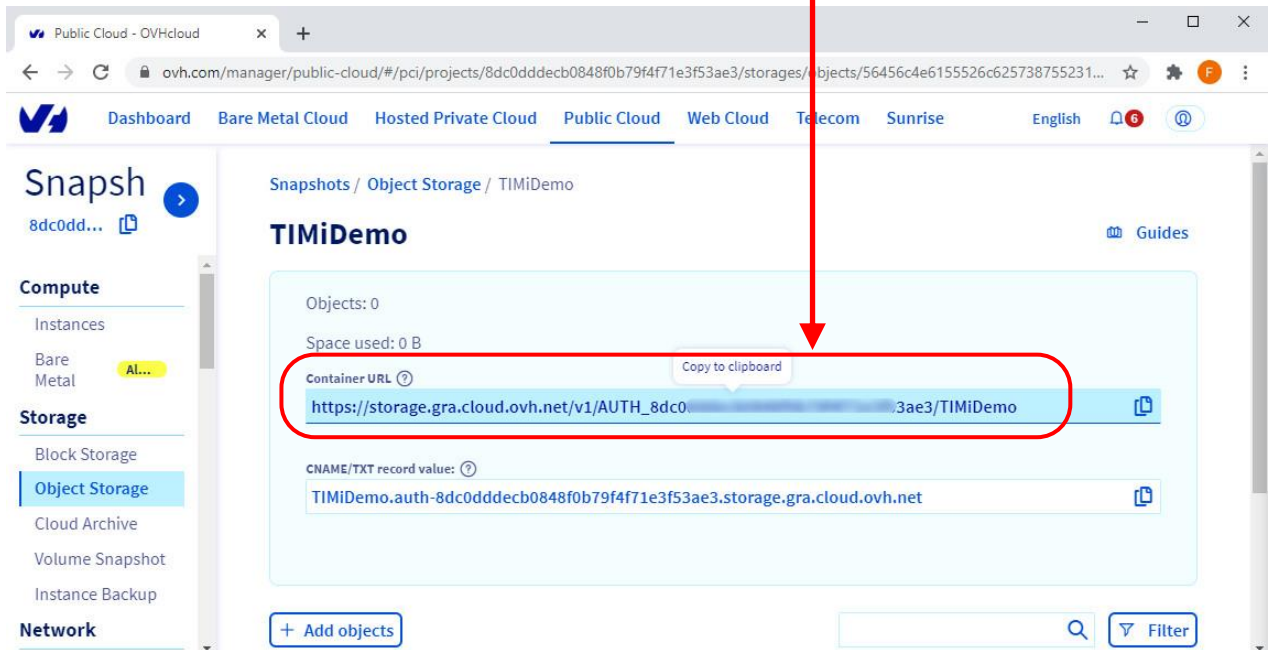 Public Cloud - OVHcloud
ovh.com/manager/public-cloud/#/pci/projects/8dc0dddecb0848f0b79f4f71e3f53ae3/storages/objects/56456c4e6155526c625738755231...
F
Dashboard Bare Metal Cloud Hosted Private Cloud Public Cloud Web Cloud Telecom Sunrise English 6
Snapsh
8dc0dd...
Snapshots / Object Storage / TIMiDemo
TIMiDemo
Guides
Compute
Instances
Bare Metal
Al...
Storage
Block Storage
Object Storage
Cloud Archive
Volume Snapshot
Instance Backup
Network
Objects: 0
Space used: 0 B
Copy to clipboard
Container URL ?
https://storage.gra.cloud.ovh.net/v1/AUTH_8dc0 3ae3/TIMiDemo
CNAME/TXT record value: ?
TIMiDemo.auth-8dc0dddecb0848f0b79f4f71e3f53ae3.storage.gra.cloud.ovh.net
+ Add objects
Filter